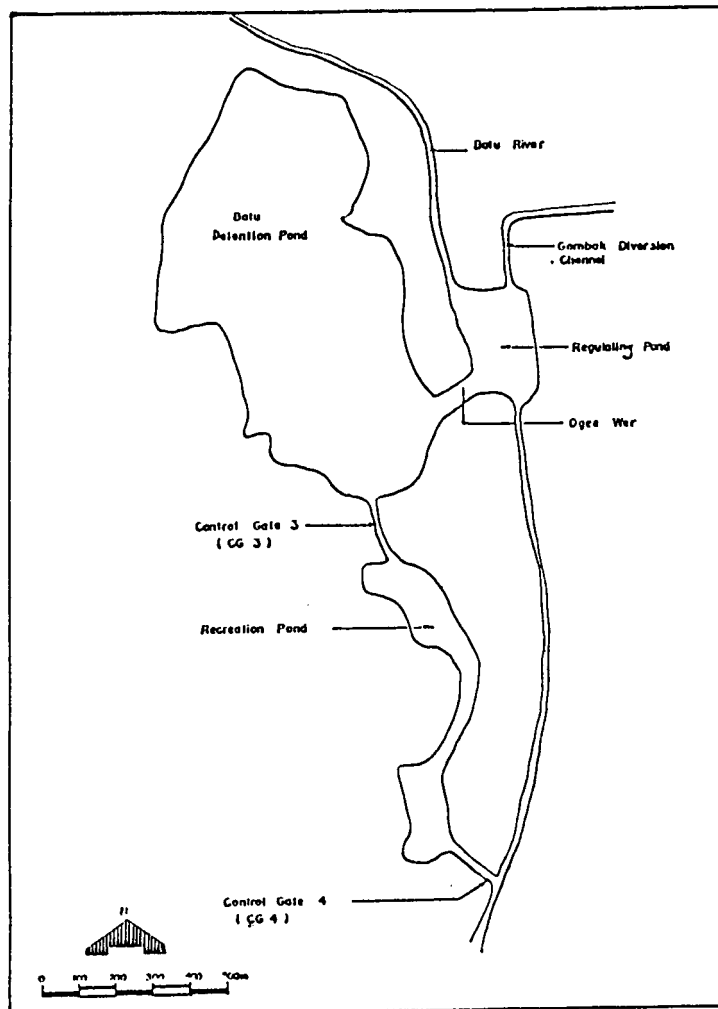 Batu River
Batu
Detention Pond
Gombak Diversion
Channel
Regulating Pond
Ogee Weir
Control Gate 3
( CG 3 )
Recreation Pond
Control Gate 4
( CG 4 )
N
0 100 200 300 400 500m